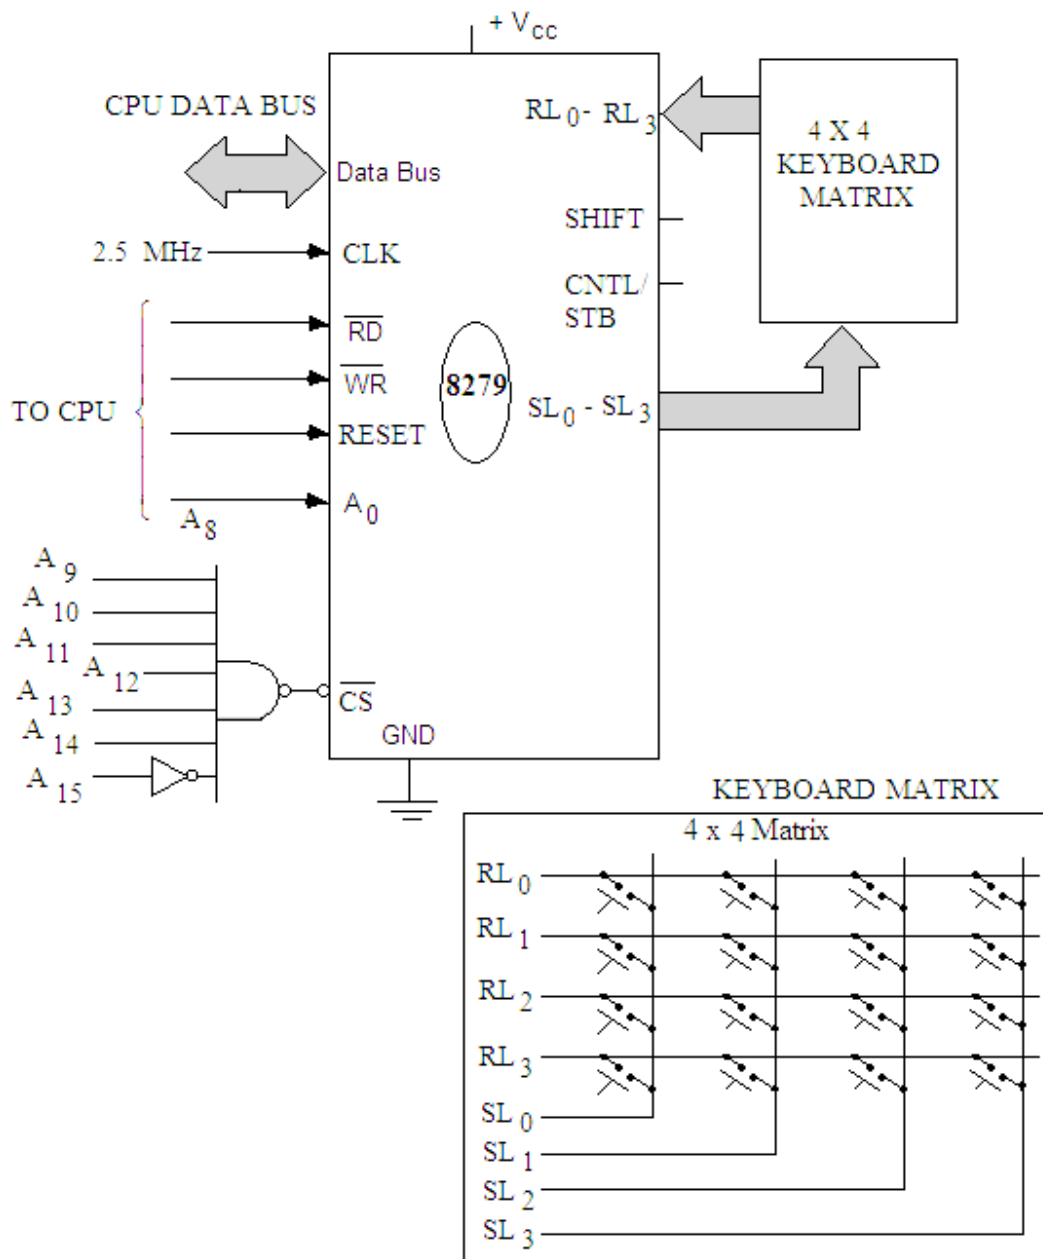 + VCC
CPU DATA BUS
Data Bus
2.5 MHz
CLK
RD
WR
TO CPU
RESET
A8
A0
A9
A10
A11
A12
A13
A14
A15
CS
GND
8279
RL0 - RL3
SHIFT
CNTL/
STB
SL0 - SL3
4 X 4
KEYBOARD
MATRIX
KEYBOARD MATRIX
4 x 4 Matrix
RL0
RL1
RL2
RL3
SL0
SL1
SL2
SL3